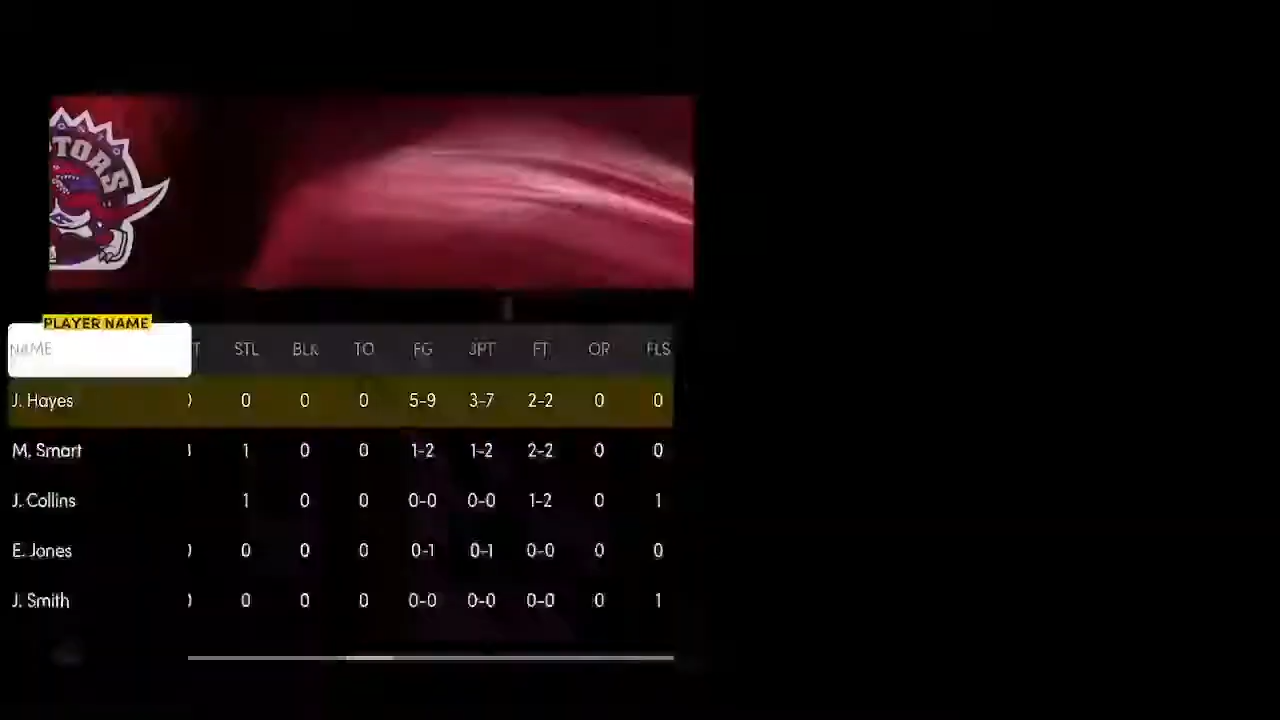 TORS
PLAYER NAME
NAME T STL BLK TO FG 3PT FT OR FLS
J. Hayes 0 0 0 5-9 3-7 2-2 0 0
M. Smart 1 0 0 1-2 1-2 2-2 0 0
J. Collins 1 0 0 0-0 0-0 1-2 0 1
E. Jones 0 0 0 0-1 0-1 0-0 0 0
J. Smith 0 0 0 0-0 0-0 0-0 0 1